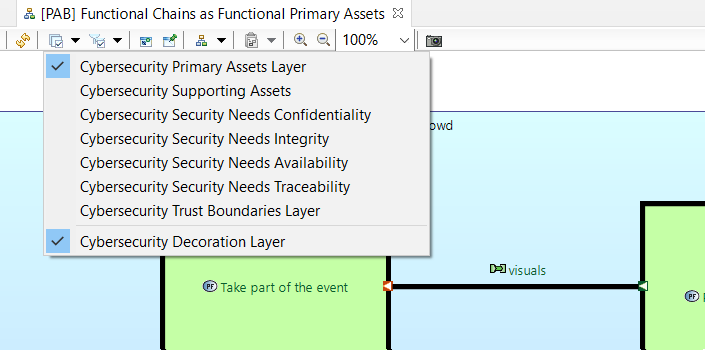 [PAB] Functional Chains as Functional Primary Assets
100%
Cybersecurity Primary Assets Layer
Cybersecurity Supporting Assets
Cybersecurity Security Needs Confidentiality
Cybersecurity Security Needs Integrity
Cybersecurity Security Needs Availability
Cybersecurity Security Needs Traceability
Cybersecurity Trust Boundaries Layer
Cybersecurity Decoration Layer
owd
PF Take part of the event
visuals
PF